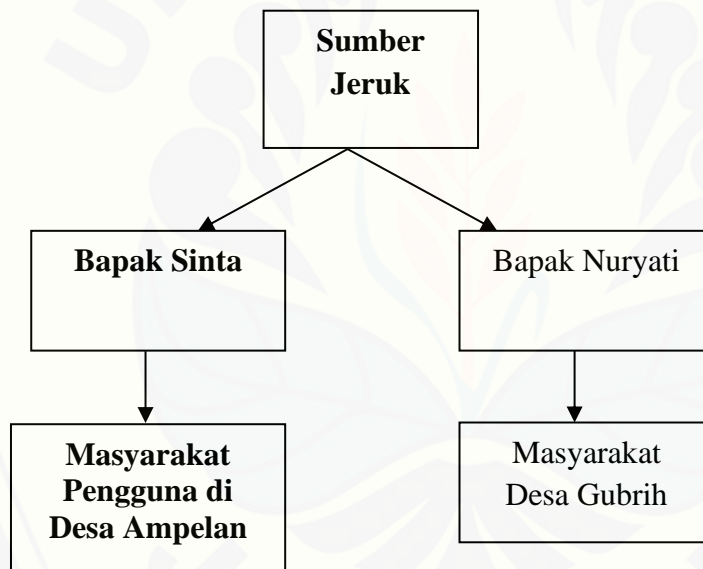 Sumber
Jeruk
Bapak Sinta
Bapak Nuryati
Masyarakat
Pengguna di
Desa Ampelan
Masyarakat
Desa Gubrih